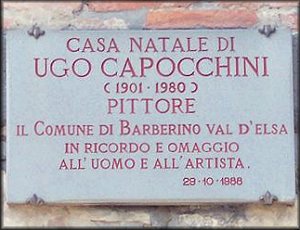 CASA NATALE DI
UGO CAPOCCHINI
(1901-1980)
PITTORE
IL COMUNE DI BARBERINO VAL D'ELSA
IN RICORDO E OMAGGIO
ALL'UOMO E ALL'ARTISTA.
29-10-1988